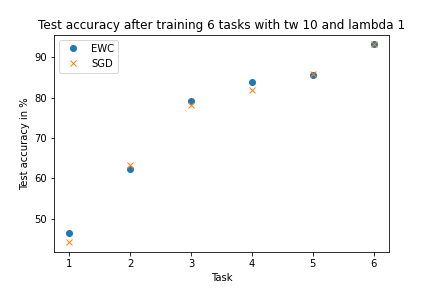 Test accuracy after training 6 tasks with tw 10 and lambda 1
EWC
SGD
Test accuracy in %
90
80
70
60
50
1 2 3 4 5 6
Task